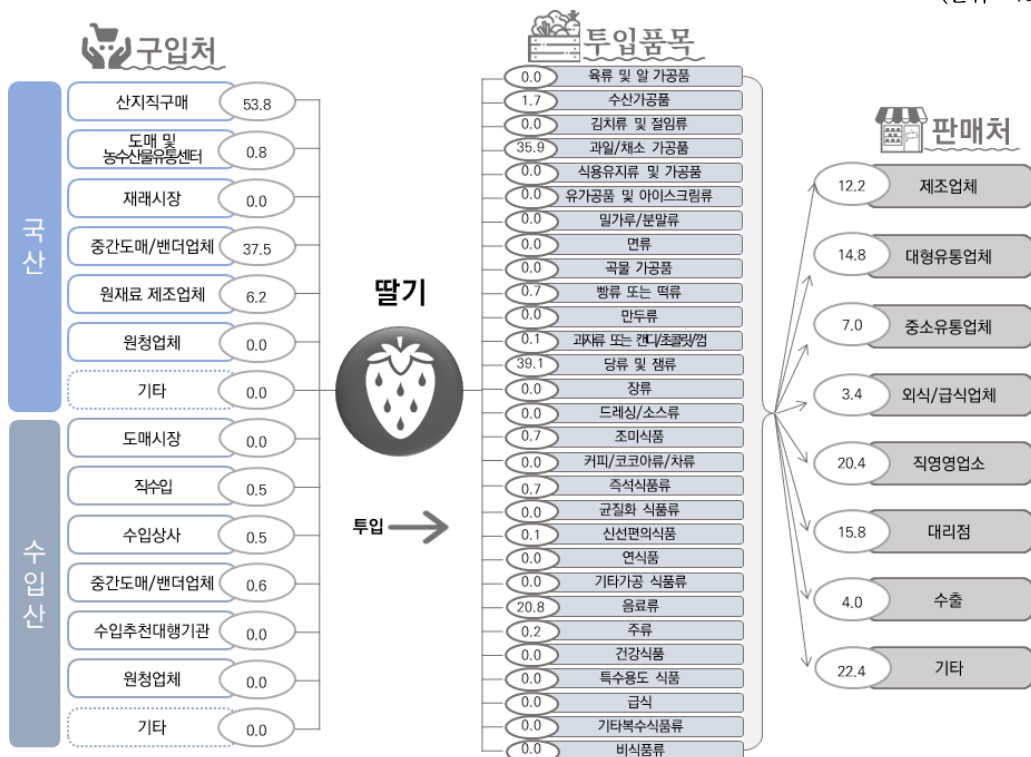 구입처
국산
산지직구매 53.8
도매 및
농수산물유통센터 0.8
재래시장 0.0
중간도매/밴더업체 37.5
원재료 제조업체 6.2
원청업체 0.0
기타 0.0
수입산
도매시장 0.0
직수입 0.5
수입상사 0.5
중간도매/밴더업체 0.6
수입추천대행기관 0.0
원청업체 0.0
기타 0.0
딸기
투입
투입품목
0.0 육류 및 알 가공품
1.7 수산가공품
0.0 김치류 및 절임류
35.9 과일/채소 가공품
0.0 식용유지류 및 가공품
0.0 유가공품 및 아이스크림류
0.0 밀가루/분말류
0.0 면류
0.0 곡물 가공품
0.7 빵류 또는 떡류
0.0 만두류
0.1 과자류 또는 캔디/초콜릿/껌
39.1 당류 및 잼류
0.0 장류
0.0 드레싱/소스류
0.7 조미식품
0.0 커피/코코아류/차류
0.7 즉석식품류
0.0 균질화 식품류
0.1 신선편의식품
0.0 연식품
0.0 기타가공 식품류
20.8 음료류
0.2 주류
0.0 건강식품
0.0 특수용도 식품
0.0 급식
0.0 기타복수식품류
0.0 비식품류
판매처
12.2 제조업체
14.8 대형유통업체
7.0 중소유통업체
3.4 외식/급식업체
20.4 직영영업소
15.8 대리점
4.0 수출
22.4 기타